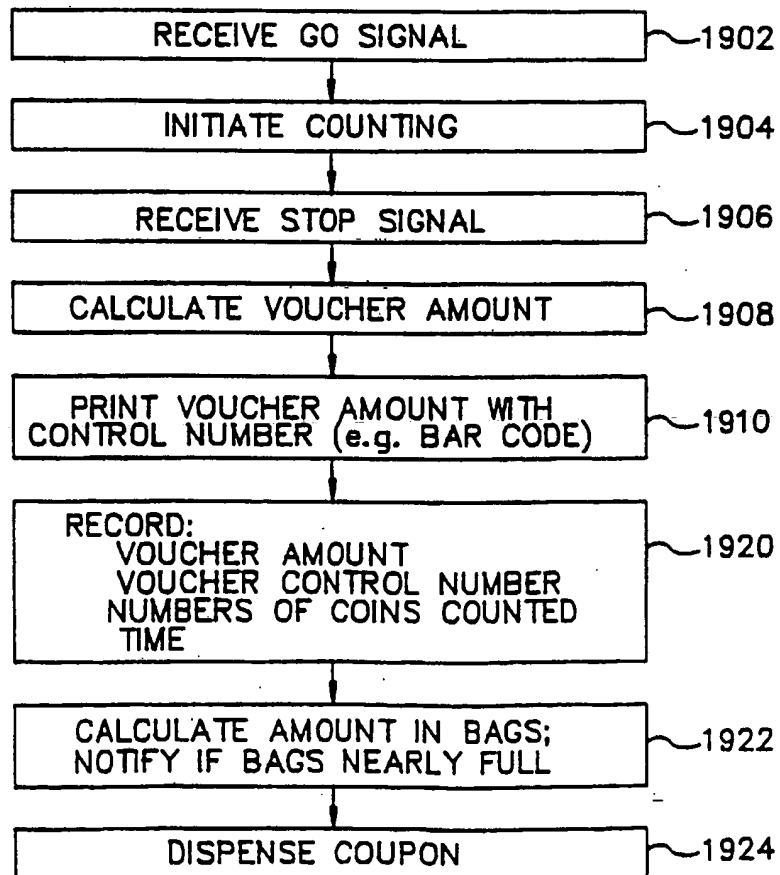 RECEIVE GO SIGNAL 1902
INITIATE COUNTING 1904
RECEIVE STOP SIGNAL 1906
CALCULATE VOUCHER AMOUNT 1908
PRINT VOUCHER AMOUNT WITH
CONTROL NUMBER (e.g. BAR CODE) 1910
RECORD:
VOUCHER AMOUNT
VOUCHER CONTROL NUMBER 1920
NUMBERS OF COINS COUNTED
TIME
CALCULATE AMOUNT IN BAGS;
NOTIFY IF BAGS NEARLY FULL 1922
DISPENSE COUPON 1924